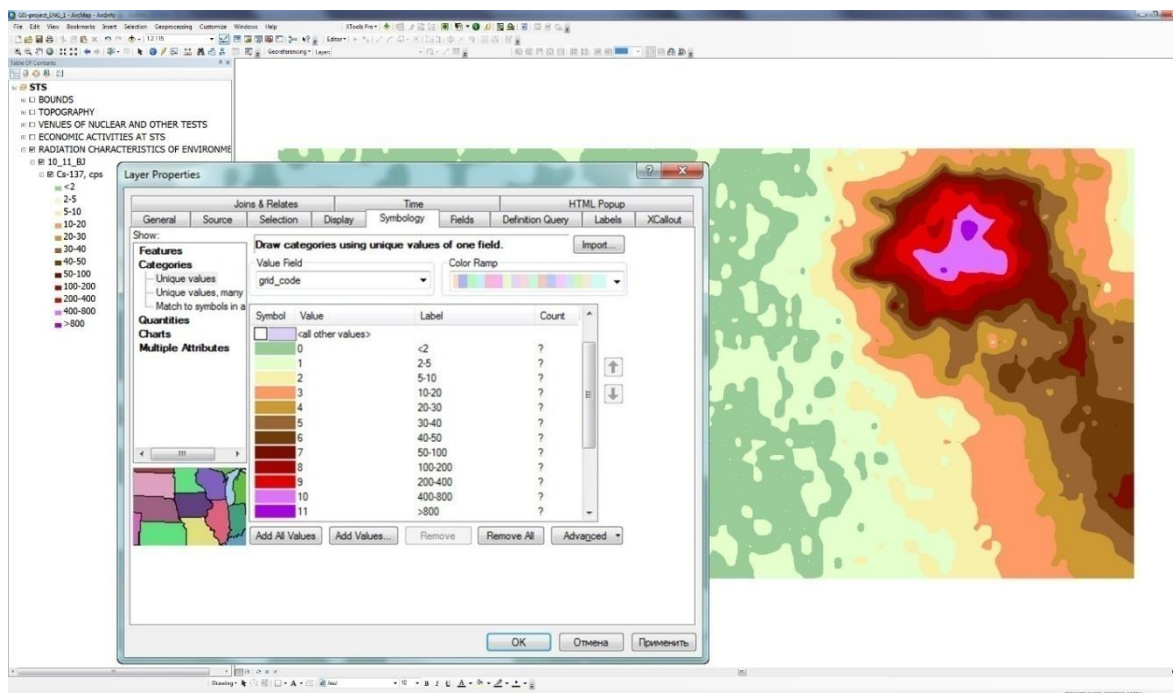 GIS-project_ENG_1 - ArcMap - ArcInfo
File Edit View Bookmarks Insert Selection Geoprocessing Customize Windows Help XTools Pro
Editor
Georeferencing Layer:
Table Of Contents
STS
BOUNDS
TOPOGRAPHY
VENUES OF NUCLEAR AND OTHER TESTS
ECONOMIC ACTIVITIES AT STS
RADIATION CHARACTERISTICS OF ENVIRONME
10_11_BJ
Cs-137, cps
<2
2-5
5-10
10-20
20-30
30-40
40-50
50-100
100-200
200-400
400-800
>800
Layer Properties
Joins & Relates Time HTML Popup
General Source Selection Display Symbology Fields Definition Query Labels XCallout
Show:
Features
Categories
Unique values
Unique values, many
Match to symbols in a
Quantities
Charts
Multiple Attributes
Draw categories using unique values of one field. Import...
Value Field Color Ramp
grid_code
Symbol Value Label Count
<all other values>
0 <2 ?
1 2-5 ?
2 5-10 ?
3 10-20 ?
4 20-30 ?
5 30-40 ?
6 40-50 ?
7 50-100 ?
8 100-200 ?
9 200-400 ?
10 400-800 ?
11 >800 ?
Add All Values Add Values... Remove Remove All Advanced
OK Отмена Применить
Drawing Arial 10 B I U A